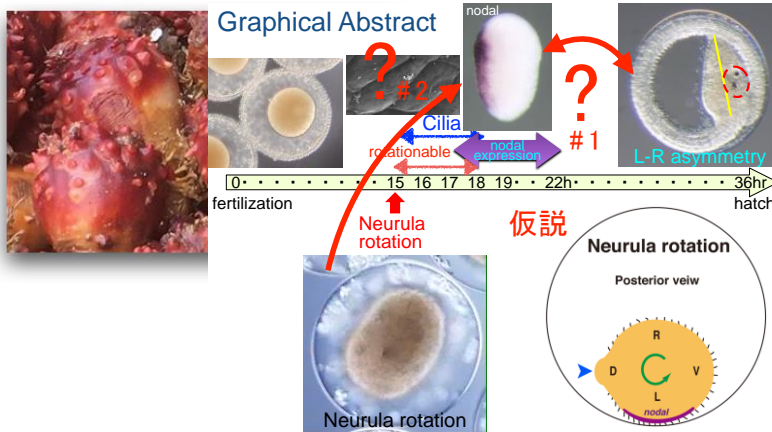 Graphical Abstract
nodal
?
#2
?
#1
Cilia
nodal
expression
rotationable
L-R asymmetry
0 · · · · · · · · · · · 15 16 17 18 19 · · 22h · · · · · · · · · · · 36hr
fertilization
hatch
Neurula
rotation
仮説
Neurula rotation
Posterior veiw
R
D
V
L
nodal
Neurula rotation